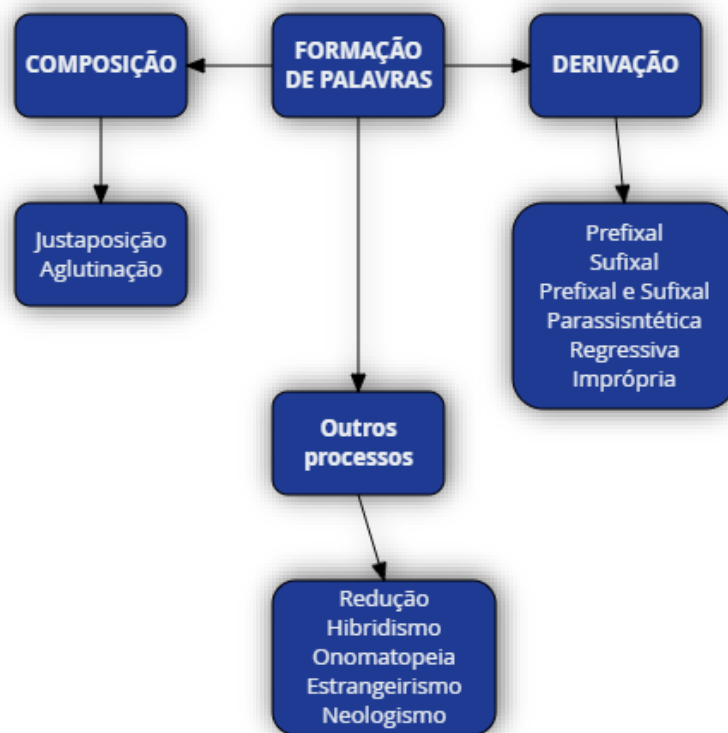 COMPOSIÇÃO
FORMAÇÃO
DE PALAVRAS
DERIVAÇÃO
Justaposição
Aglutinação
Prefixal
Sufixal
Prefixal e Sufixal
Parassisntética
Regressiva
Imprópria
Outros
processos
Redução
Hibridismo
Onomatopeia
Estrangeirismo
Neologismo